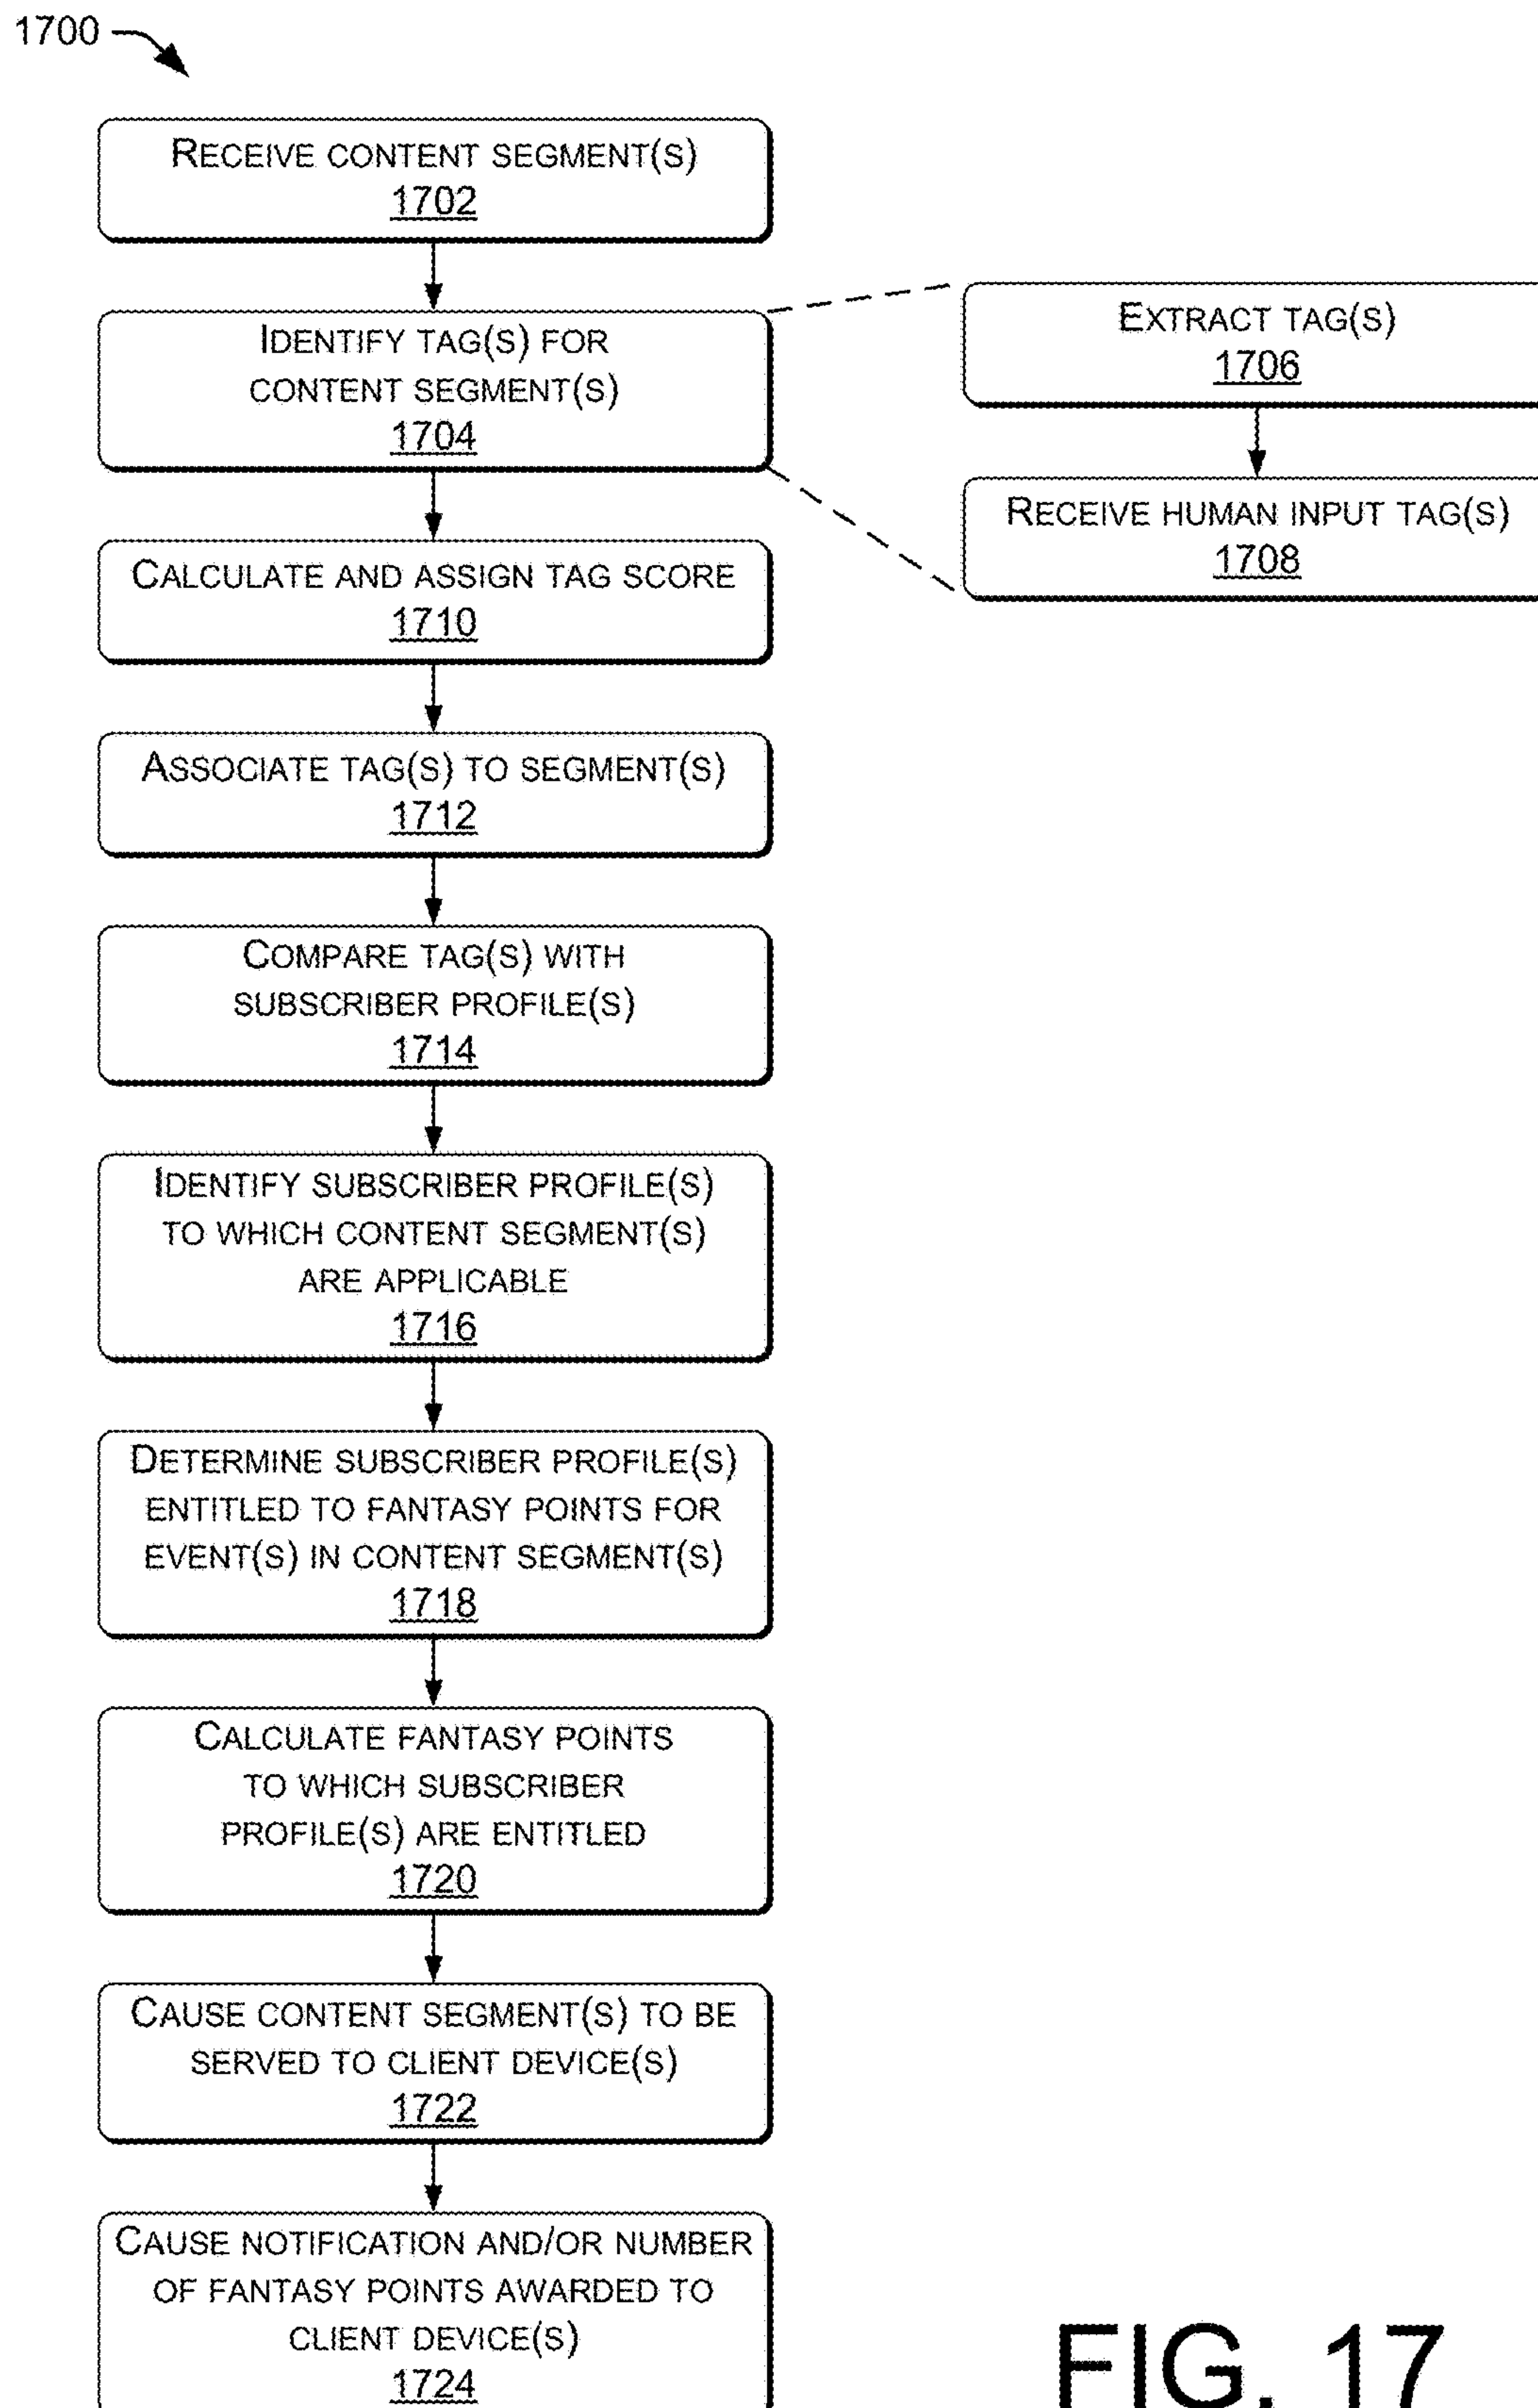 1700
RECEIVE CONTENT SEGMENT(S)
1702
IDENTIFY TAG(S) FOR
CONTENT SEGMENT(S)
1704
EXTRACT TAG(S)
1706
RECEIVE HUMAN INPUT TAG(S)
1708
CALCULATE AND ASSIGN TAG SCORE
1710
ASSOCIATE TAG(S) TO SEGMENT(S)
1712
COMPARE TAG(S) WITH
SUBSCRIBER PROFILE(S)
1714
IDENTIFY SUBSCRIBER PROFILE(S)
TO WHICH CONTENT SEGMENT(S)
ARE APPLICABLE
1716
DETERMINE SUBSCRIBER PROFILE(S)
ENTITLED TO FANTASY POINTS FOR
EVENT(S) IN CONTENT SEGMENT(S)
1718
CALCULATE FANTASY POINTS
TO WHICH SUBSCRIBER
PROFILE(S) ARE ENTITLED
1720
CAUSE CONTENT SEGMENT(S) TO BE
SERVED TO CLIENT DEVICE(S)
1722
CAUSE NOTIFICATION AND/OR NUMBER
OF FANTASY POINTS AWARDED TO
CLIENT DEVICE(S)
1724
FIG. 17